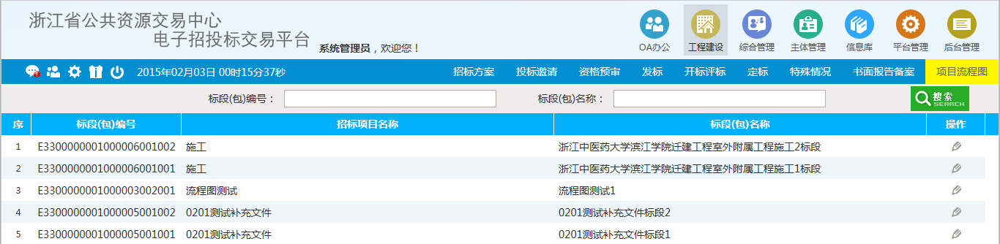 浙江省公共资源交易中心
电子招投标交易平台
系统管理员，欢迎您！
OA办公 工程建设 综合管理 主体管理 信息库 平台管理 后台管理
2015年02月03日 00时15分37秒 招标方案 投标邀请 资格预审 发标 开标评标 定标 特殊情况 书面报告备案 项目流程图
标段(包)编号： 标段(包)名称： 搜索
SEARCH
序 标段(包)编号 招标项目名称 标段(包)名称 操作
1 E3300000001000006001002 施工 浙江中医药大学滨江学院迁建工程室外附属工程施工2标段
2 E3300000001000006001001 施工 浙江中医药大学滨江学院迁建工程室外附属工程施工1标段
3 E3300000001000003002001 流程图测试 流程图测试1
4 E3300000001000005001002 0201测试补充文件 0201测试补充文件标段2
5 E3300000001000005001001 0201测试补充文件 0201测试补充文件标段1